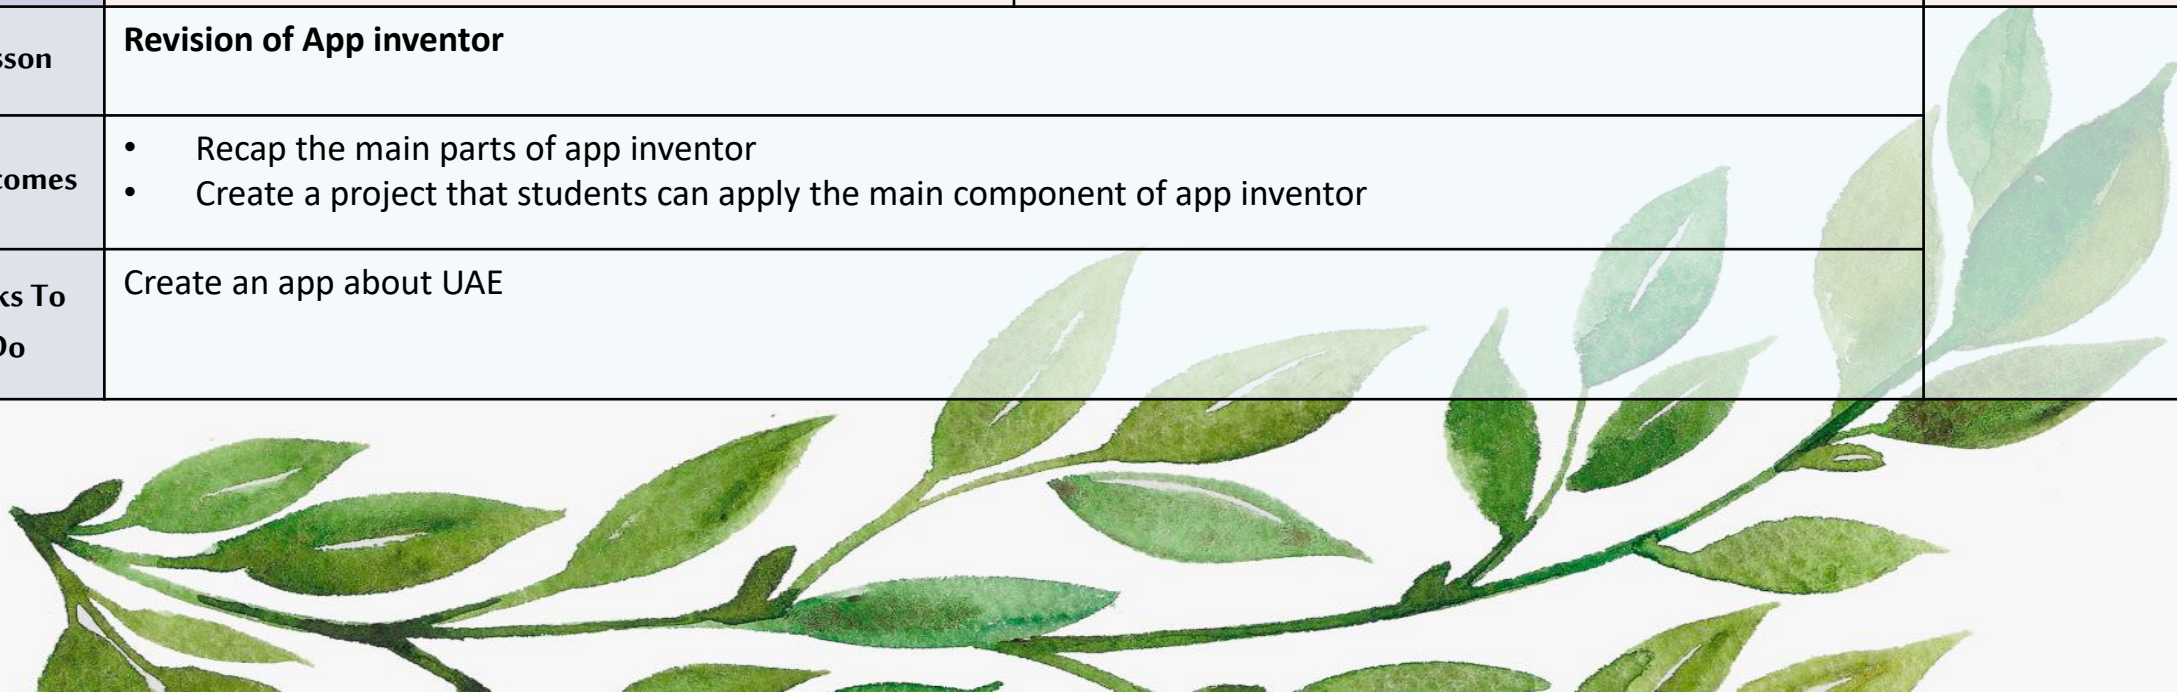 sson
Revision of App inventor
comes
• Recap the main parts of app inventor
• Create a project that students can apply the main component of app inventor
ks To
Do
Create an app about UAE